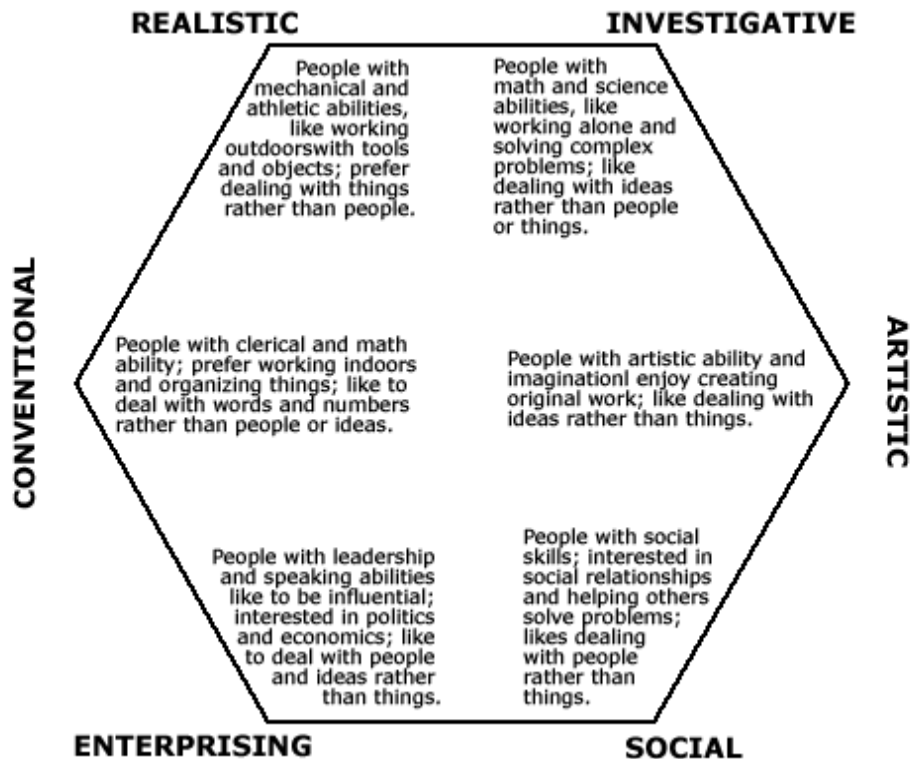 REALISTIC
INVESTIGATIVE
People with
mechanical and
athletic abilities,
like working
outdoorswith tools
and objects; prefer
dealing with things
rather than people.
People with
math and science
abilities, like
working alone and
solving complex
problems; like
dealing with ideas
rather than people
or things.
CONVENTIONAL
People with clerical and math
ability; prefer working indoors
and organizing things; like to
deal with words and numbers
rather than people or ideas.
People with artistic ability and
imaginationl enjoy creating
original work; like dealing with
ideas rather than things.
ARTISTIC
People with leadership
and speaking abilities
like to be influential;
interested in politics
and economics; like
to deal with people
and ideas rather
than things.
People with social
skills; interested in
social relationships
and helping others
solve problems;
likes dealing
with people
rather than
things.
ENTERPRISING
SOCIAL